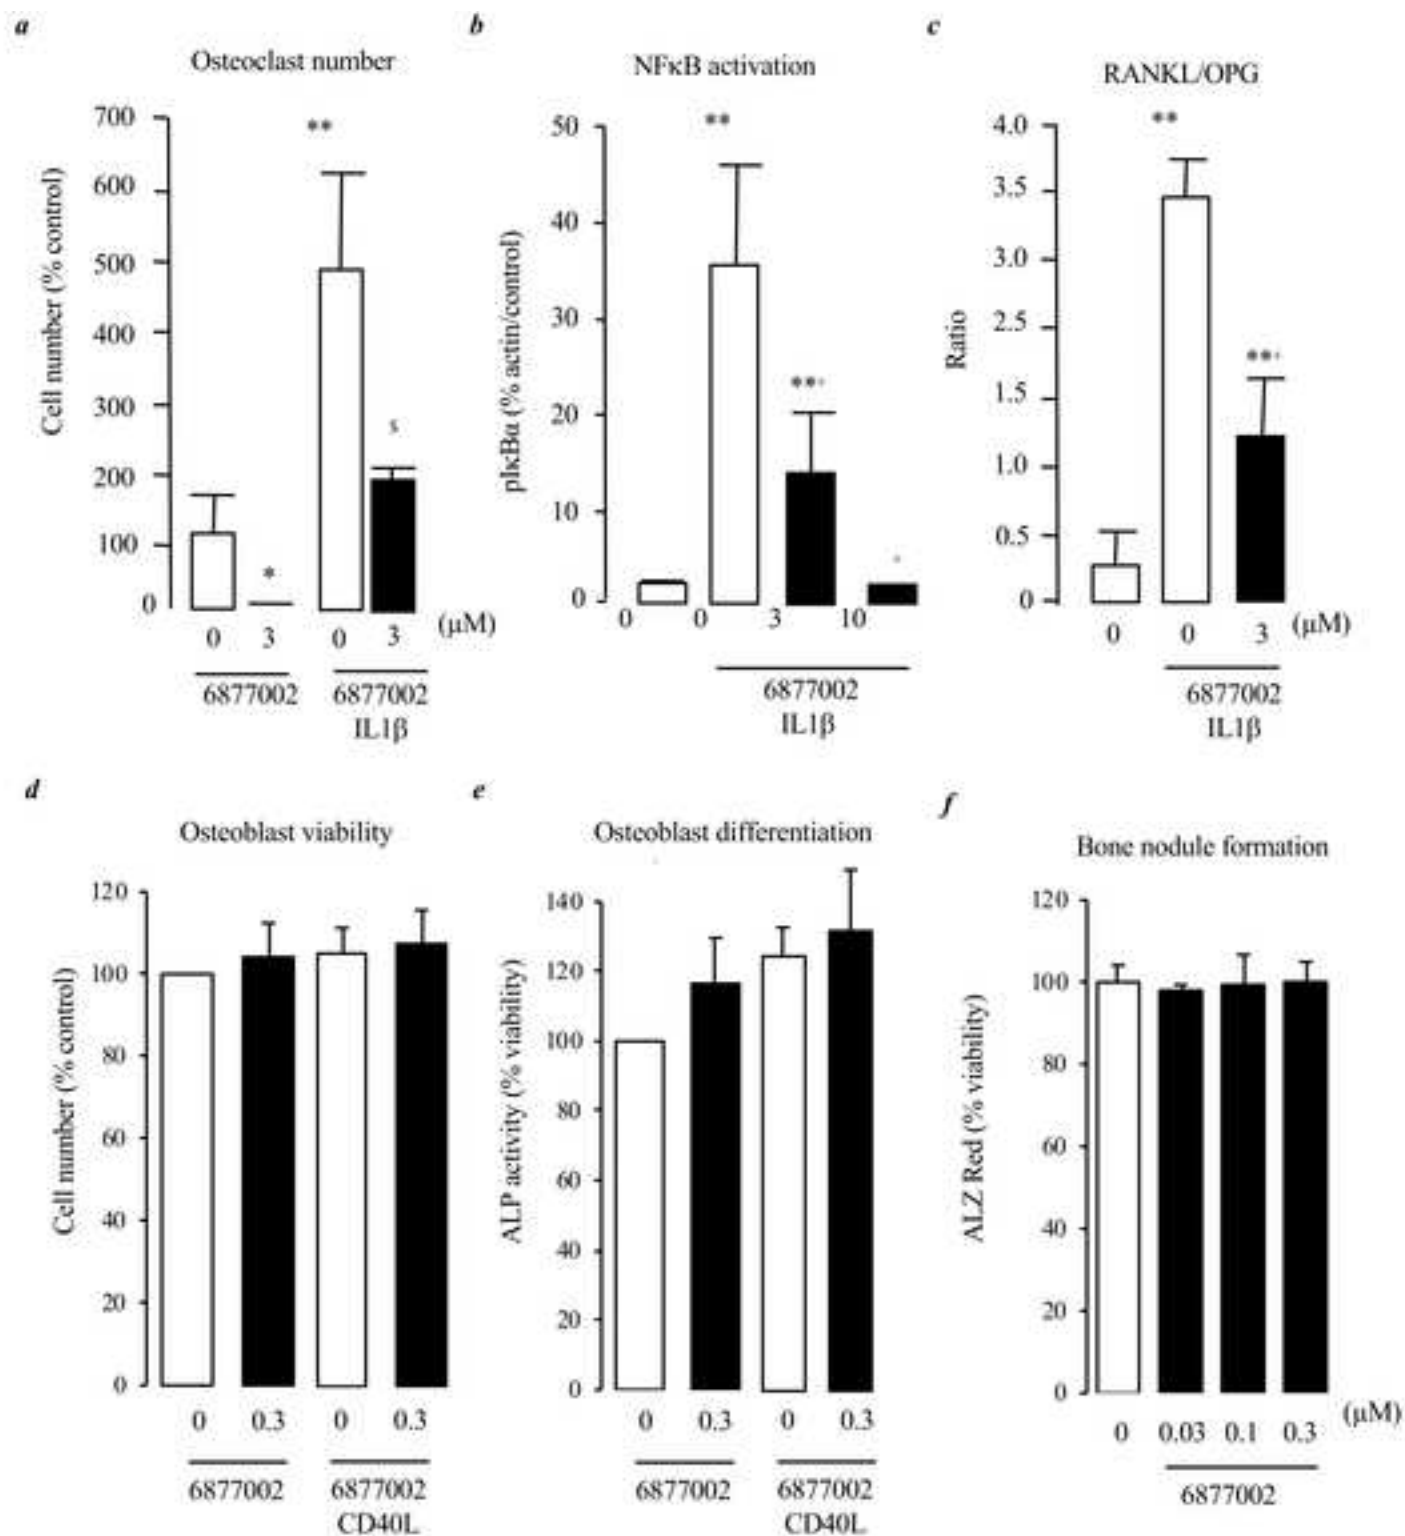 a
Osteoclast number
700
600
500
400
300
200
100
0
Cell number (% control)
**
*
$
0 3 0 3 (μM)
6877002 6877002
IL1β
b
NFκB activation
50
40
30
20
10
0
pIκBα (% actin/control)
**
**
0 0 3 10
6877002
IL1β
c
RANKL/OPG
4.0
3.5
3.0
2.5
1.5
1.0
0.5
0
Ratio
**
**
0 0 3 (μM)
6877002
IL1β
d
Osteoblast viability
120
100
80
60
40
20
0
Cell number (% control)
0 0.3 0 0.3
6877002 6877002
CD40L
e
Osteoblast differentiation
140
120
100
80
60
40
20
0
ALP activity (% viability)
0 0.3 0 0.3
6877002 6877002
CD40L
f
Bone nodule formation
120
100
80
60
40
20
0
ALZ Red (% viability)
0 0.03 0.1 0.3 (μM)
6877002